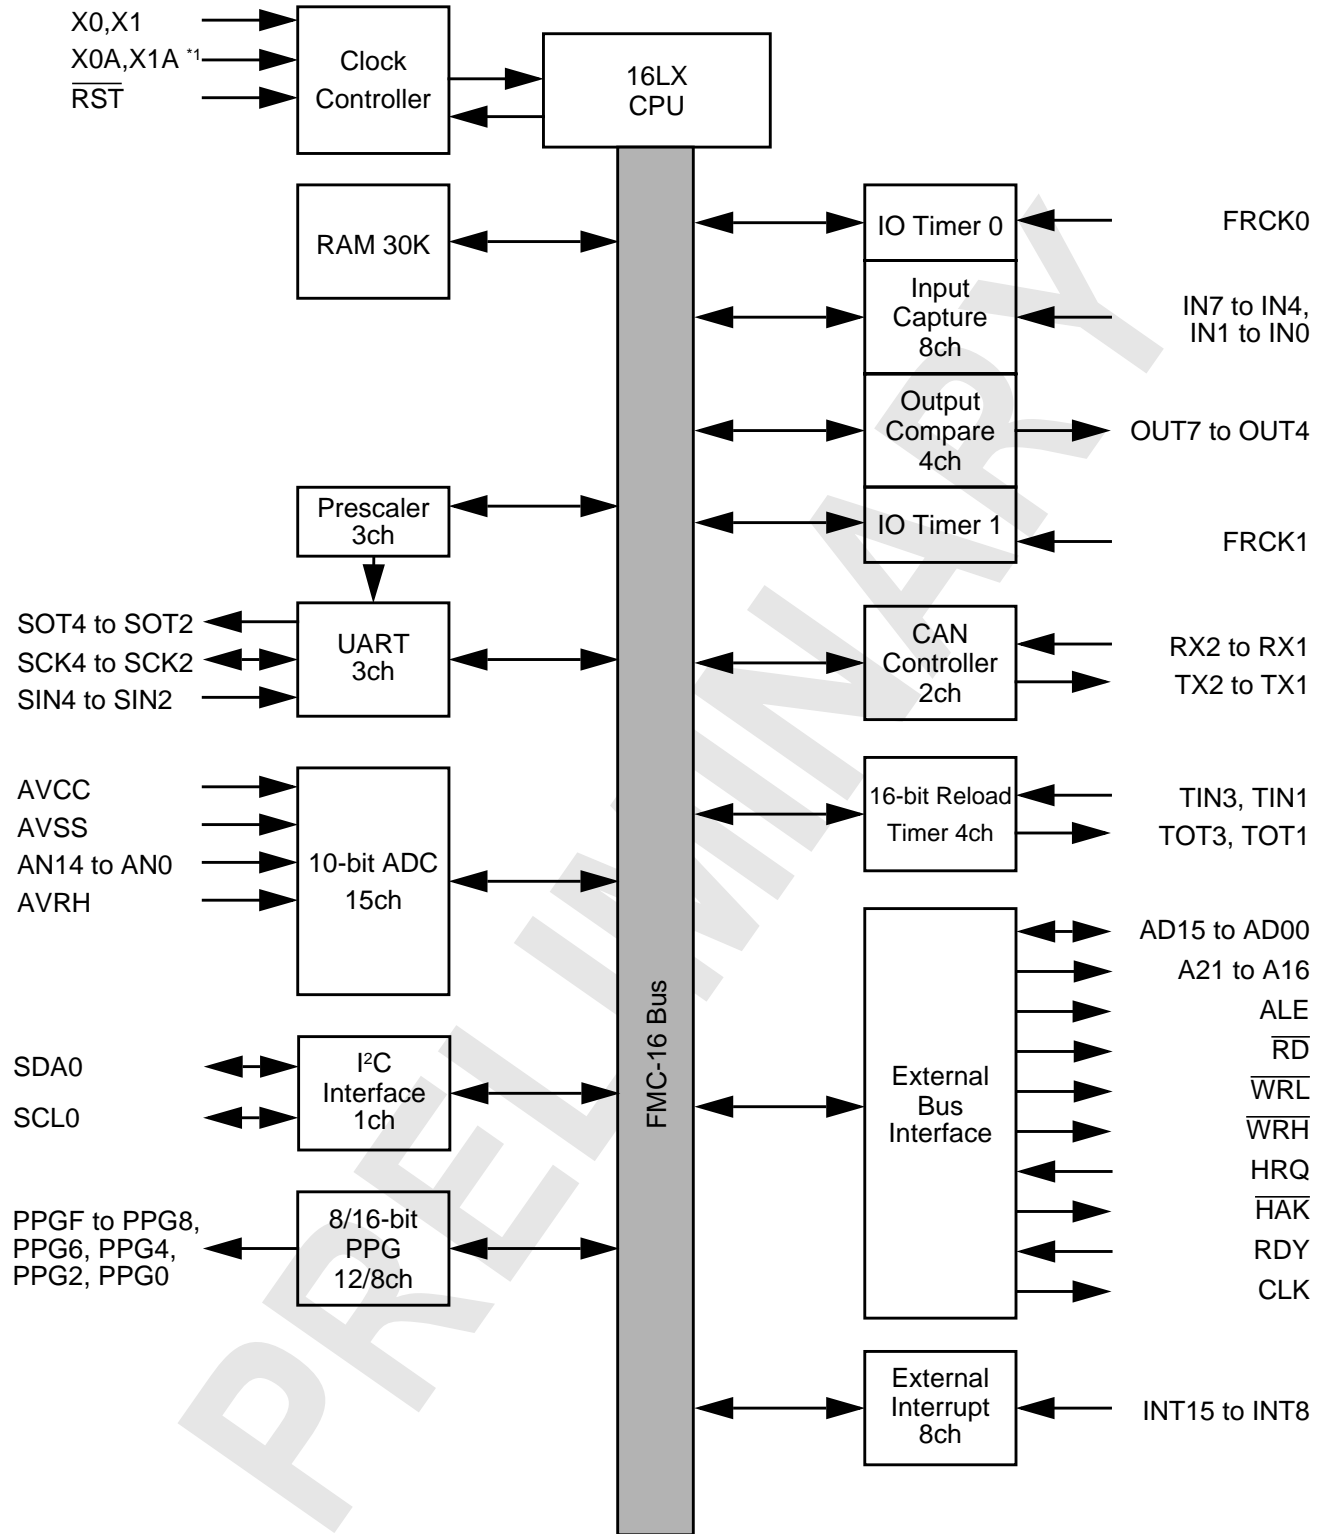 X0,X1
X0A,X1A *1
RST
Clock
Controller
16LX
CPU
RAM 30K
IO Timer 0
FRCK0
Input
Capture
8ch
IN7 to IN4,
IN1 to IN0
Output
Compare
4ch
OUT7 to OUT4
Prescaler
3ch
IO Timer 1
FRCK1
SOT4 to SOT2
SCK4 to SCK2
SIN4 to SIN2
UART
3ch
CAN
Controller
2ch
RX2 to RX1
TX2 to TX1
AVCC
AVSS
AN14 to AN0
AVRH
10-bit ADC
15ch
16-bit Reload
Timer 4ch
TIN3, TIN1
TOT3, TOT1
FMC-16 Bus
External
Bus
Interface
AD15 to AD00
A21 to A16
ALE
RD
WRL
WRH
HRQ
HAK
RDY
CLK
SDA0
SCL0
I²C
Interface
1ch
PPGF to PPG8,
PPG6, PPG4,
PPG2, PPG0
8/16-bit
PPG
12/8ch
External
Interrupt
8ch
INT15 to INT8
PRELIMINARY